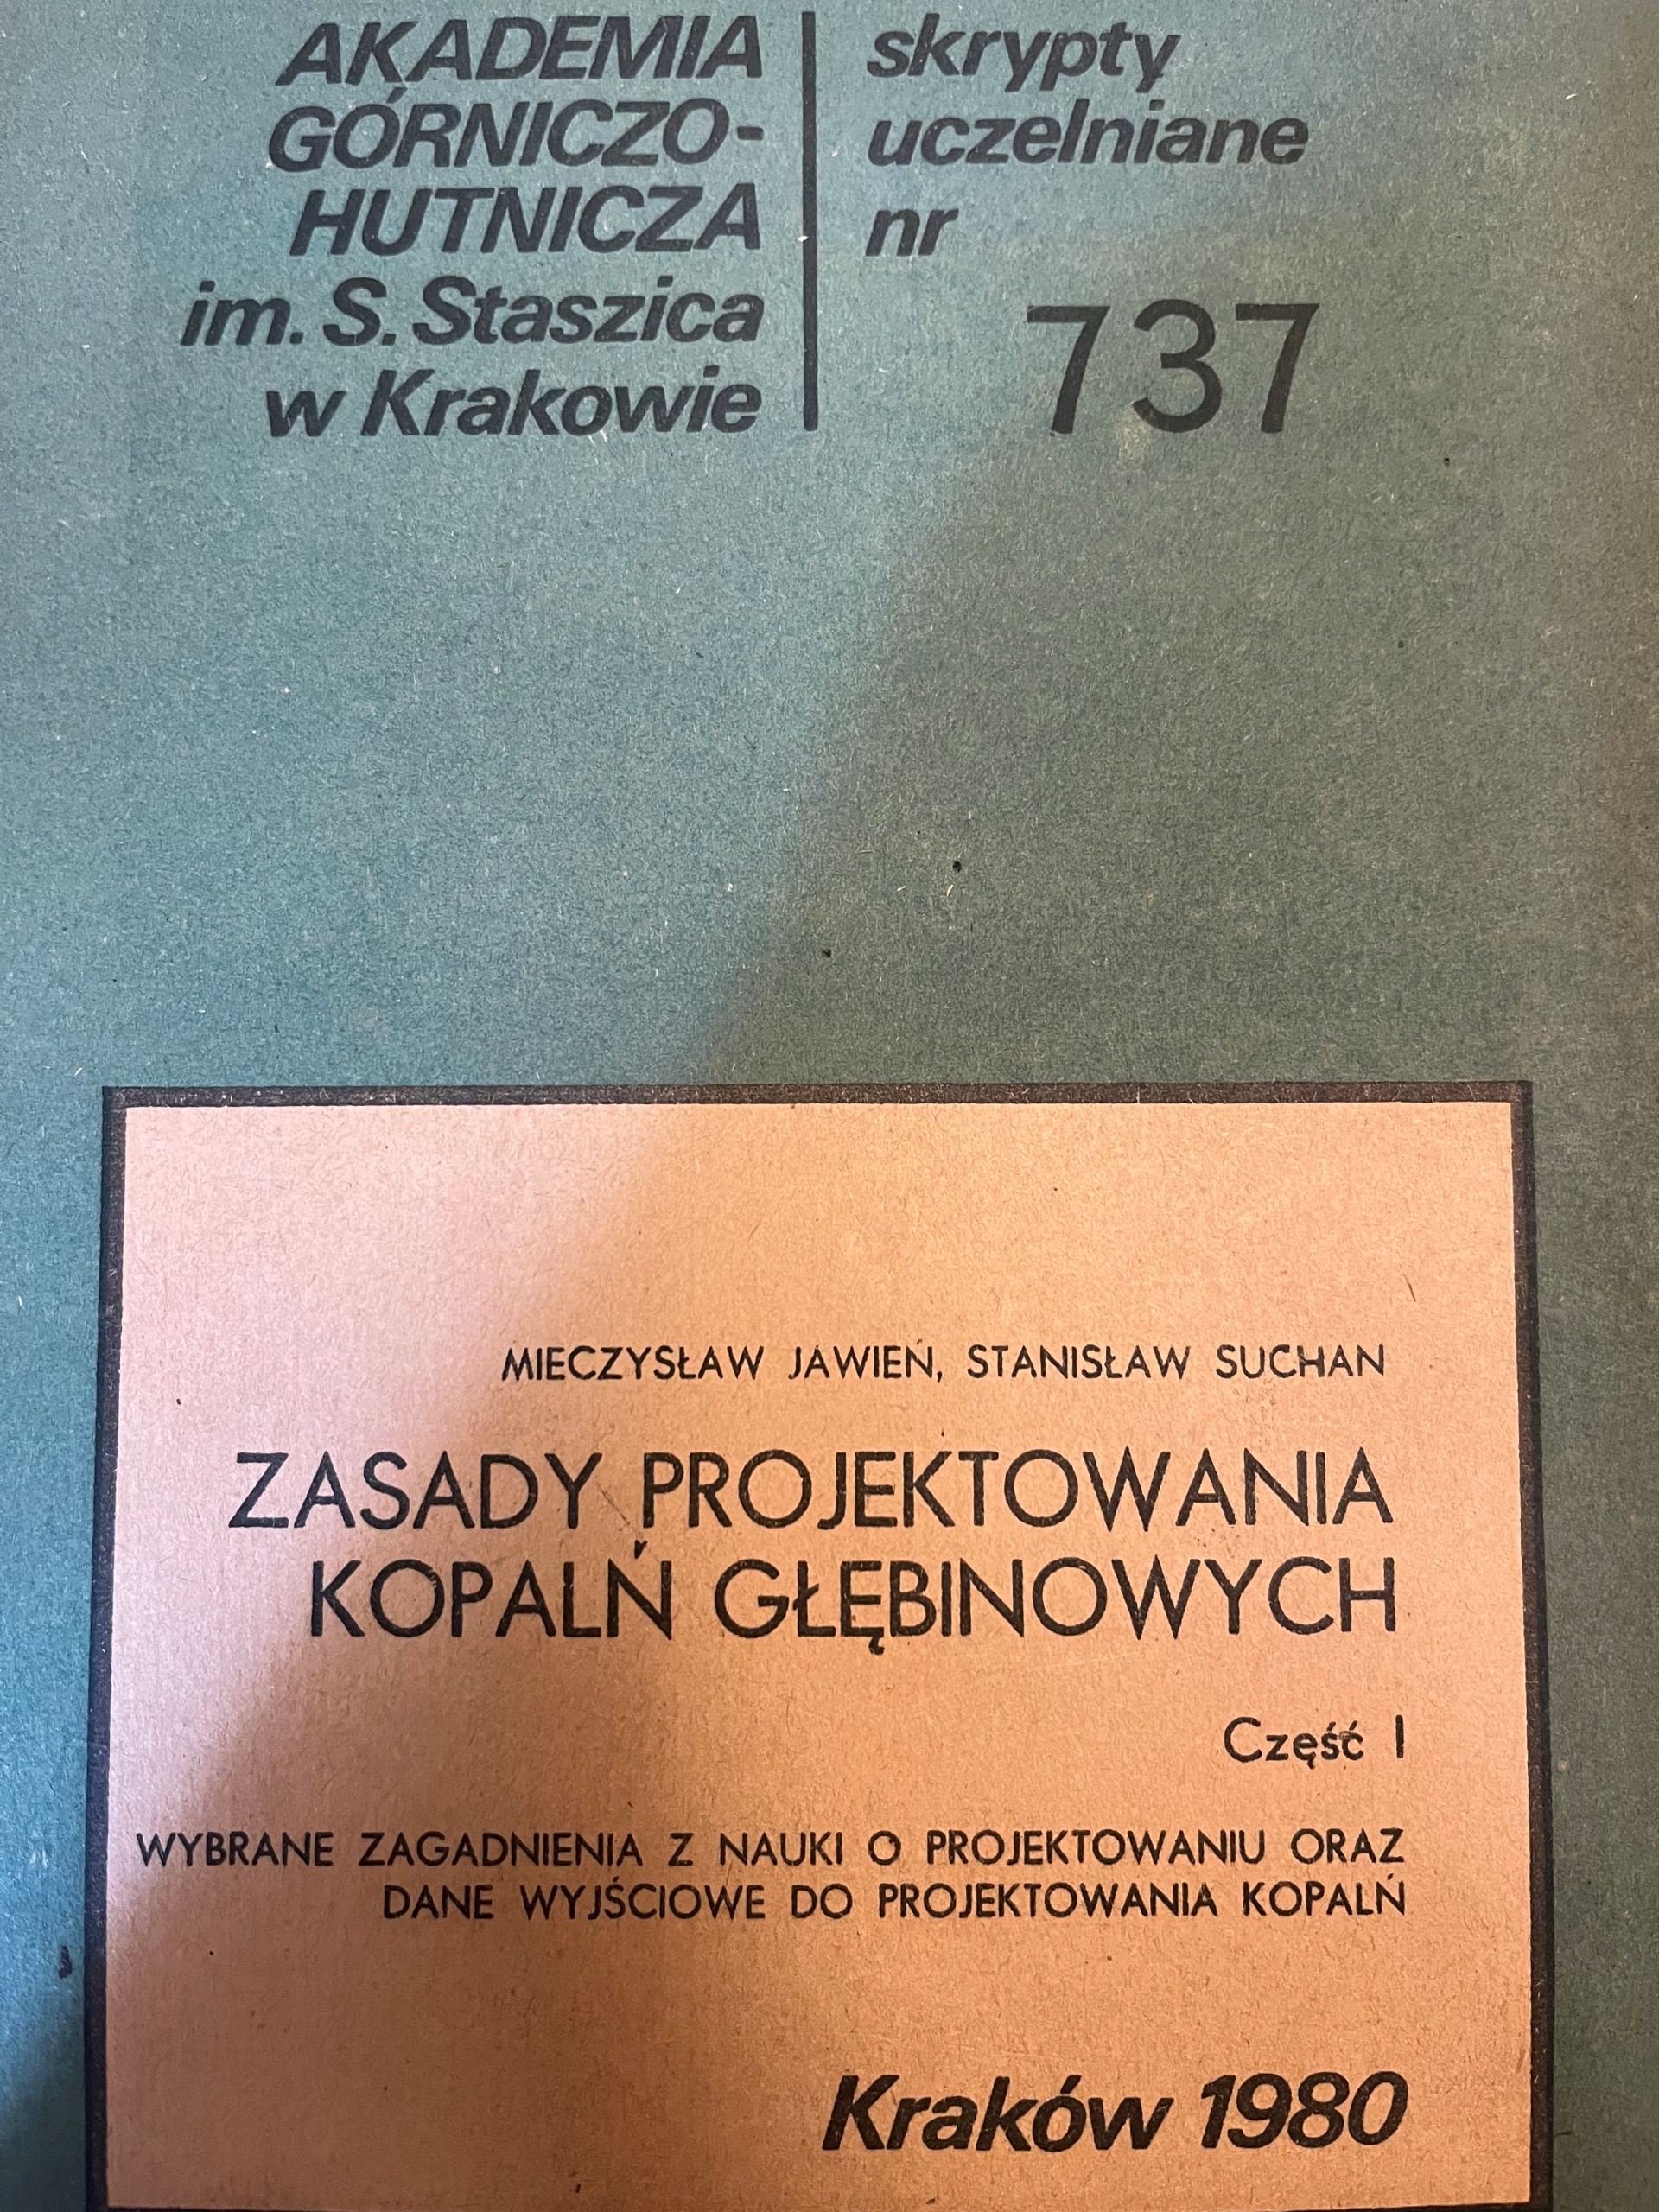 AKADEMIA
GÓRNICZO-
HUTNICZA
im. S. Staszica
w Krakowie
skrypty
uczelniane
nr
737
MIECZYSŁAW JAWIEŃ, STANISŁAW SUCHAN
ZASADY PROJEKTOWANIA
KOPALŃ GŁĘBINOWYCH
Część I
WYBRANE ZAGADNIENIA Z NAUKI O PROJEKTOWANIU ORAZ
DANE WYJŚCIOWE DO PROJEKTOWANIA KOPALŃ
Kraków 1980